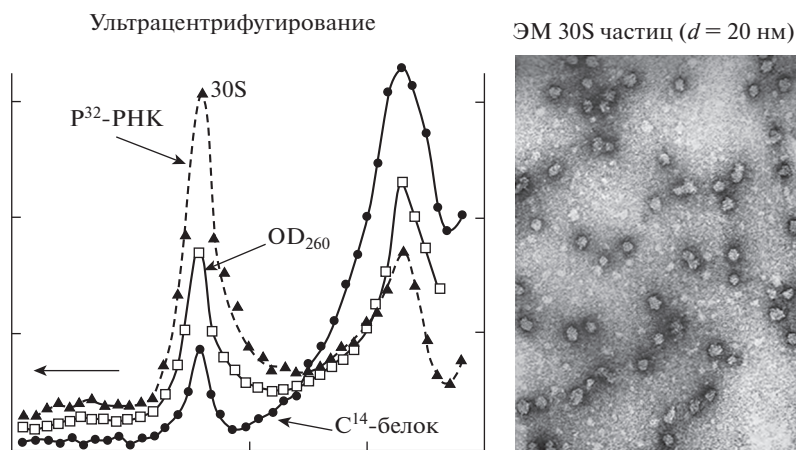 Ультрацентрифугирование
ЭМ 30S частиц (d = 20 нм)
30S
P³²-РНК
OD₂₆₀
C¹⁴-белок